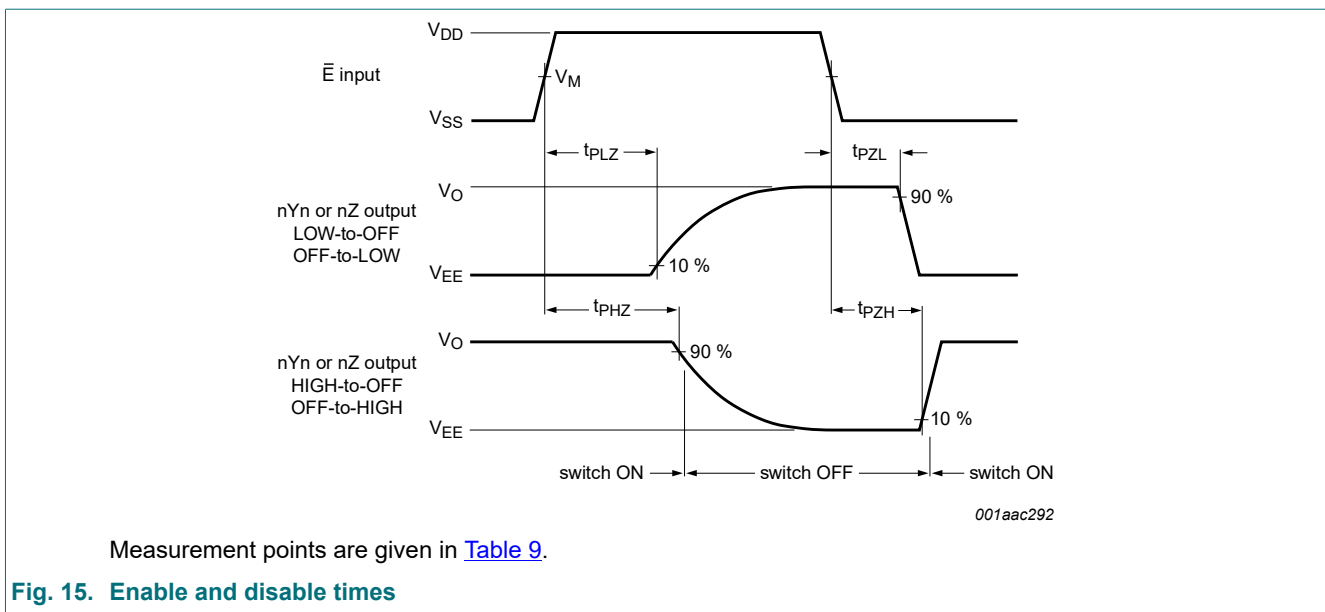 VDD
E̅ input
VM
VSS
tPLZ
tPZL
VO
90 %
nYn or nZ output
LOW-to-OFF
OFF-to-LOW
10 %
VEE
tPHZ
tPZH
VO
90 %
nYn or nZ output
HIGH-to-OFF
OFF-to-HIGH
10 %
VEE
switch ON
switch OFF
switch ON
001aac292
Measurement points are given in Table 9.
Fig. 15. Enable and disable times